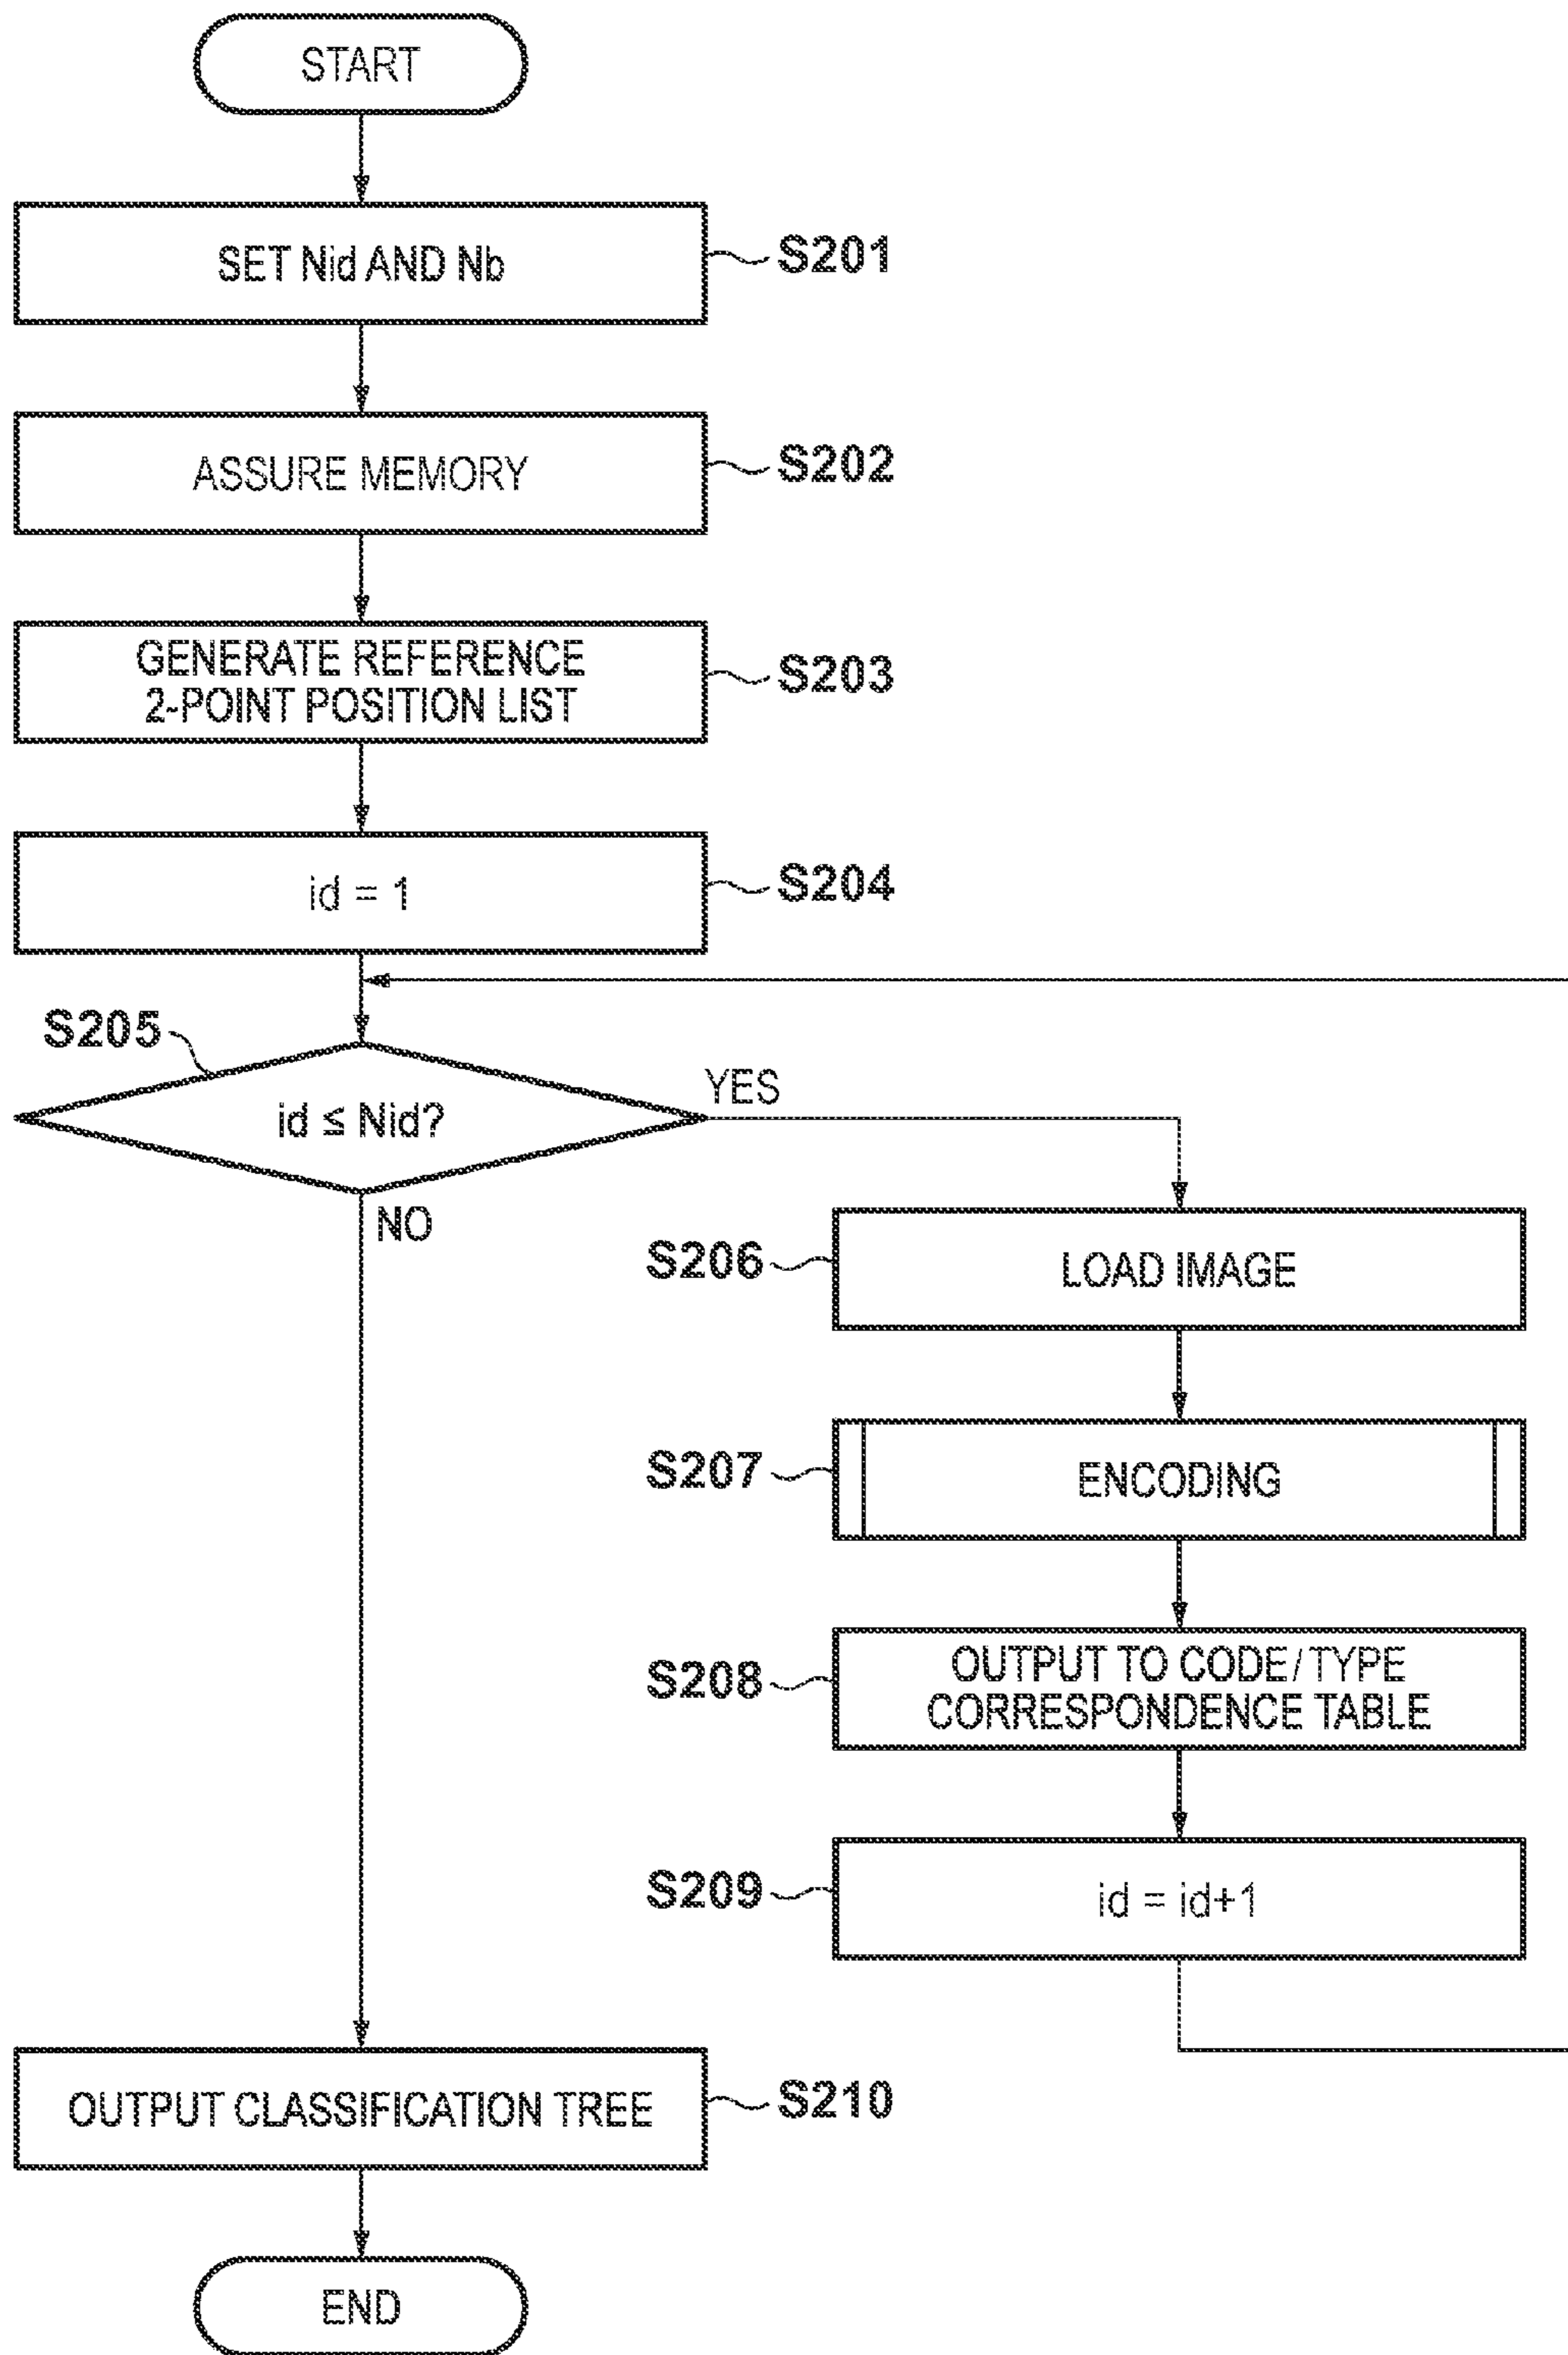 START
SET Nid AND Nb
S201
ASSURE MEMORY
S202
GENERATE REFERENCE
2-POINT POSITION LIST
S203
id = 1
S204
S205
id ≤ Nid?
YES
NO
S206
LOAD IMAGE
S207
ENCODING
S208
OUTPUT TO CODE/TYPE
CORRESPONDENCE TABLE
S209
id = id+1
OUTPUT CLASSIFICATION TREE
S210
END